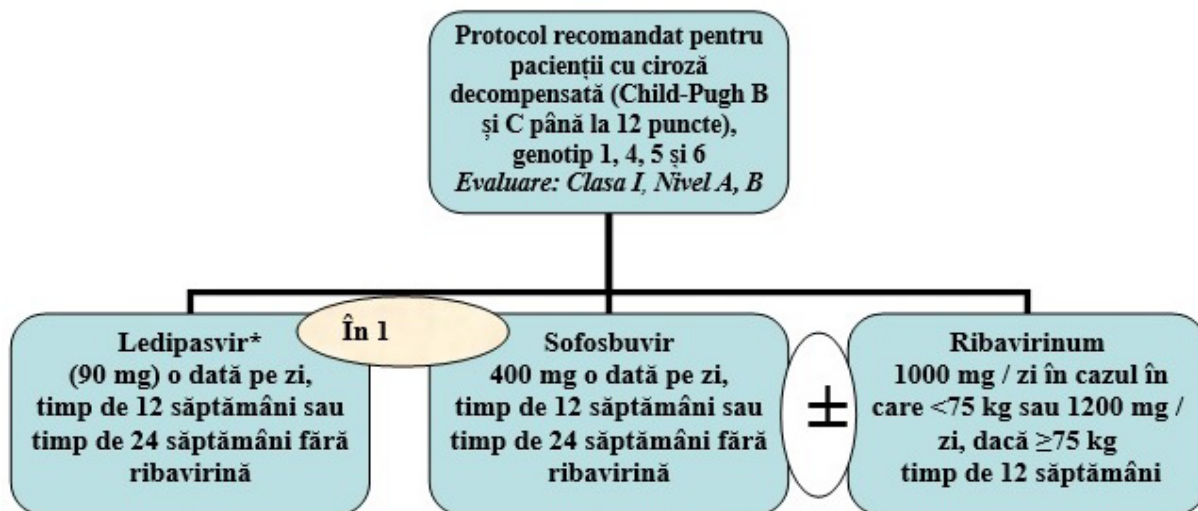 Protocol recomandat pentru
pacienții cu ciroză
decompensată (Child-Pugh B
și C până la 12 puncte),
genotip 1, 4, 5 și 6
Evaluare: Clasa I, Nivel A, B
Ledipasvir*
(90 mg) o dată pe zi,
timp de 12 săptămâni sau
timp de 24 săptămâni fără
ribavirină
În 1
Sofosbuvir
400 mg o dată pe zi,
timp de 12 săptămâni sau
timp de 24 săptămâni fără
ribavirină
±
Ribavirinum
1000 mg / zi în cazul în
care <75 kg sau 1200 mg /
zi, dacă ≥75 kg
timp de 12 săptămâni